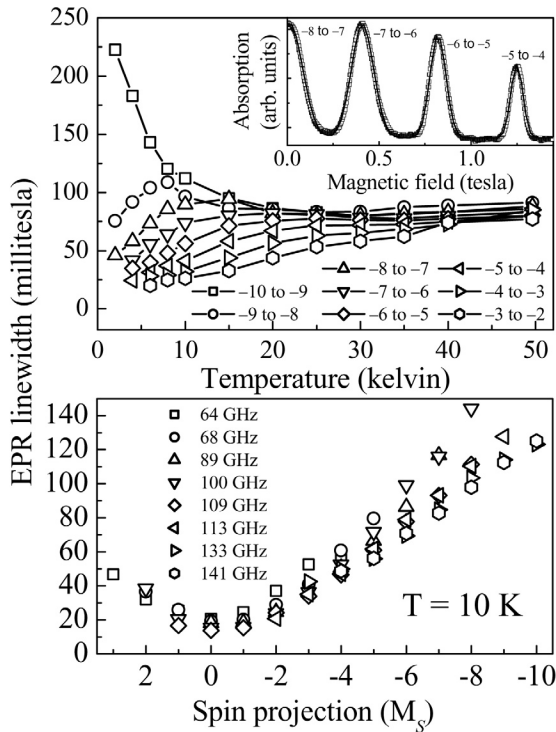 EPR linewidth (millitesla)
250
200
150
100
50
0
0 10 20 30 40 50
Temperature (kelvin)
−10 to −9
−9 to −8
−8 to −7
−7 to −6
−6 to −5
−5 to −4
−4 to −3
−3 to −2
Absorption
(arb. units)
−8 to −7
−7 to −6
−6 to −5
−5 to −4
0.0 0.5 1.0
Magnetic field (tesla)
140
120
100
80
60
40
20
0
64 GHz
68 GHz
89 GHz
100 GHz
109 GHz
113 GHz
133 GHz
141 GHz
T = 10 K
2 0 -2 -4 -6 -8 -10
Spin projection (M_S)